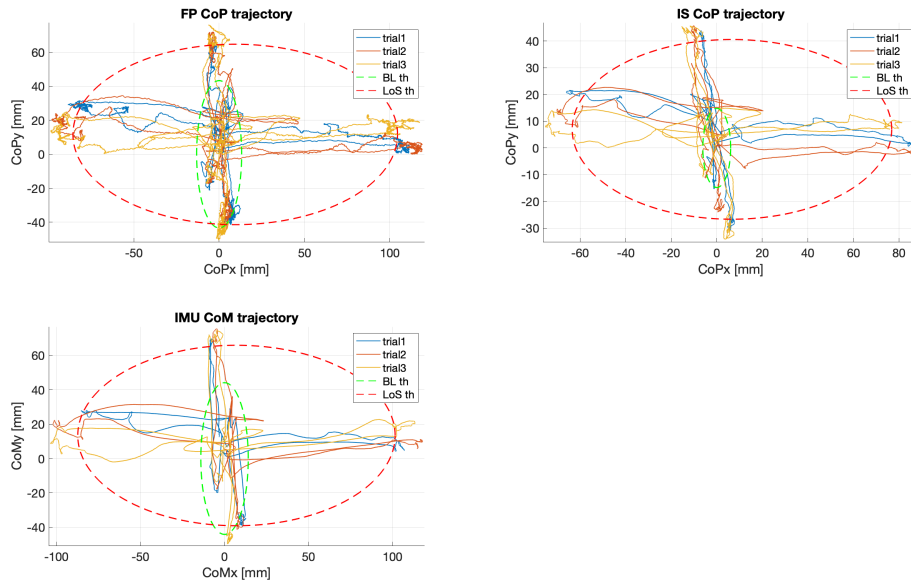 FP CoP trajectory
60
40
20
0
-20
-40
CoPy [mm]
-50
0
50
100
CoPx [mm]
trial1
trial2
trial3
BL th
LoS th
IS CoP trajectory
40
30
20
10
0
-10
-20
-30
CoPy [mm]
-60
-40
-20
0
20
40
60
80
CoPx [mm]
trial1
trial2
trial3
BL th
LoS th
IMU CoM trajectory
60
40
20
0
-20
-40
CoMy [mm]
-100
-50
0
50
100
CoMx [mm]
trial1
trial2
trial3
BL th
LoS th